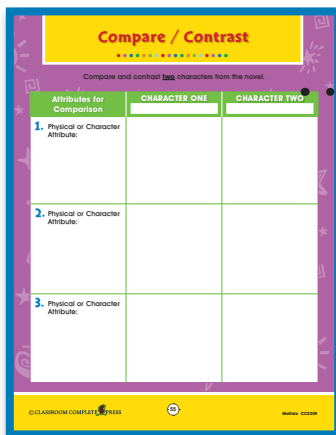 Compare / Contrast
Compare and contrast two characters from the novel.
Attributes for Comparison
CHARACTER ONE
CHARACTER TWO
1. Physical or Character
Attribute:
2. Physical or Character
Attribute:
3. Physical or Character
Attribute:
© CLASSROOM COMPLETE PRESS
55
Matilda CC2309